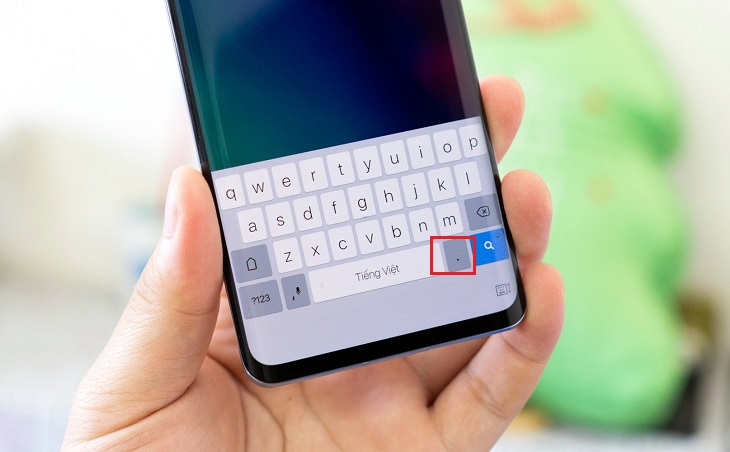 q w e r t y u i o p
a s d f g h j k l
z x c v b n m
?123 , Tiếng Việt .